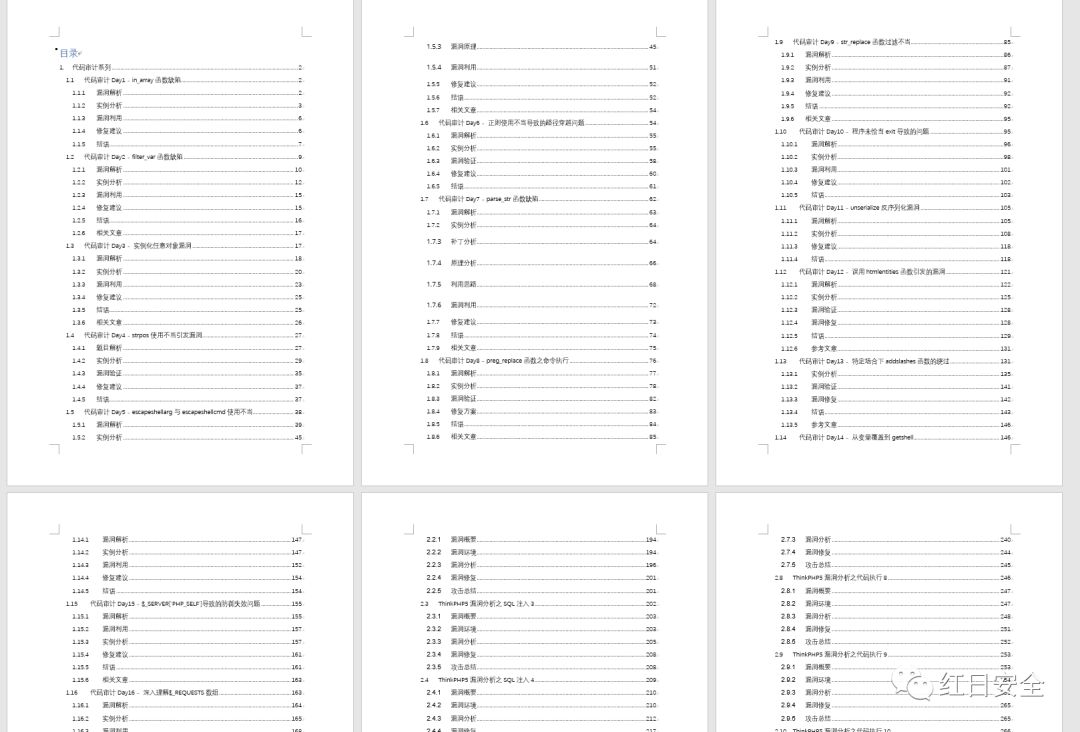 目录
1. 代码审计系列 2
1.1 代码审计 Day1 - in_array 函数缺陷 2
1.1.1 漏洞解析 2
1.1.2 实例分析 3
1.1.3 漏洞利用 6
1.1.4 修复建议 6
1.1.5 结语 7
1.2 代码审计 Day2 - filter_var 函数缺陷 9
1.2.1 漏洞解析 10
1.2.2 实例分析 12
1.2.3 漏洞利用 15
1.2.4 修复建议 15
1.2.5 结语 16
1.2.6 相关文章 17
1.3 代码审计 Day3 - 实例化任意对象漏洞 17
1.3.1 漏洞解析 18
1.3.2 实例分析 20
1.3.3 漏洞利用 23
1.3.4 修复建议 25
1.3.5 结语 25
1.3.6 相关文章 26
1.4 代码审计 Day4 - strpos 使用不当引发漏洞 27
1.4.1 题目解析 27
1.4.2 实例分析 29
1.4.3 漏洞验证 35
1.4.4 修复建议 37
1.4.5 结语 37
1.5 代码审计 Day5 - escapeshellarg 与 escapeshellcmd 使用不当 38
1.5.1 漏洞解析 39
1.5.2 实例分析 45
1.5.3 漏洞原理 45
1.5.4 漏洞利用 51
1.5.5 修复建议 52
1.5.6 结语 52
1.5.7 相关文章 54
1.6 代码审计 Day6 - 正则使用不当导致的路径穿越问题 54
1.6.1 漏洞解析 55
1.6.2 实例分析 55
1.6.3 漏洞验证 58
1.6.4 修复建议 60
1.6.5 结语 61
1.7 代码审计 Day7 - parse_str 函数缺陷 62
1.7.1 漏洞解析 63
1.7.2 实例分析 64
1.7.3 补丁分析 64
1.7.4 原理分析 66
1.7.5 利用思路 68
1.7.6 漏洞利用 72
1.7.7 修复建议 73
1.7.8 结语 74
1.7.9 相关文章 75
1.8 代码审计 Day8 - preg_replace 函数之命令执行 76
1.8.1 漏洞解析 77
1.8.2 实例分析 78
1.8.3 漏洞验证 82
1.8.4 修复方案 83
1.8.5 结语 84
1.8.6 相关文章 85
1.9 代码审计 Day9 - str_replace 函数过滤不当 85
1.9.1 漏洞解析 86
1.9.2 实例分析 87
1.9.3 漏洞利用 91
1.9.4 修复建议 92
1.9.5 结语 92
1.9.6 相关文章 95
1.10 代码审计 Day10 - 程序未恰当 exit 导致的问题 95
1.10.1 漏洞解析 96
1.10.2 实例分析 98
1.10.3 漏洞利用 101
1.10.4 修复建议 102
1.10.5 结语 103
1.11 代码审计 Day11 - unserialize 反序列化漏洞 105
1.11.1 漏洞解析 105
1.11.2 实例分析 108
1.11.3 修复建议 118
1.11.4 结语 118
1.12 代码审计 Day12 - 误用 htmlentities 函数引发的漏洞 121
1.12.1 漏洞解析 122
1.12.2 实例分析 125
1.12.3 漏洞验证 128
1.12.4 漏洞修复 128
1.12.5 结语 129
1.12.6 参考文章 131
1.13 代码审计 Day13 - 特定场合下 addslashes 函数的绕过 131
1.13.1 实例分析 135
1.13.2 漏洞验证 141
1.13.3 漏洞修复 142
1.13.4 结语 143
1.13.5 参考文章 146
1.14 代码审计 Day14 - 从变量覆盖到 getshell 146
1.14.1 漏洞解析 147
1.14.2 实例分析 147
1.14.3 漏洞利用 152
1.14.4 修复建议 154
1.14.5 结语 154
1.15 代码审计 Day15 - $_SERVER['PHP_SELF']导致的防御失效问题 155
1.15.1 漏洞解析 155
1.15.2 漏洞利用 157
1.15.3 实例分析 157
1.15.4 修复建议 161
1.15.5 结语 161
1.15.6 相关文章 163
1.16 代码审计 Day16 - 深入理解$_REQUESTS 数组 163
1.16.1 漏洞解析 164
1.16.2 实例分析 165
1.16.3 漏洞利用 168
2.2.1 漏洞概要 194
2.2.2 漏洞环境 194
2.2.3 漏洞分析 196
2.2.4 漏洞修复 201
2.2.5 攻击总结 201
2.3 ThinkPHP5 漏洞分析之 SQL 注入 3 202
2.3.1 漏洞概要 203
2.3.2 漏洞环境 203
2.3.3 漏洞分析 205
2.3.4 漏洞修复 208
2.3.5 攻击总结 208
2.4 ThinkPHP5 漏洞分析之 SQL 注入 4 209
2.4.1 漏洞概要 210
2.4.2 漏洞环境 210
2.4.3 漏洞分析 212
2.4.4 漏洞修复 217
2.7.3 漏洞分析 240
2.7.4 漏洞修复 244
2.7.5 攻击总结 245
2.8 ThinkPHP5 漏洞分析之代码执行 8 246
2.8.1 漏洞概要 247
2.8.2 漏洞环境 247
2.8.3 漏洞分析 248
2.8.4 漏洞修复 251
2.8.5 攻击总结 252
2.9 ThinkPHP5 漏洞分析之代码执行 9 253
2.9.1 漏洞概要 253
2.9.2 漏洞环境
2.9.3 漏洞分析
2.9.4 漏洞修复 265
2.9.5 攻击总结 265
2.10 ThinkPHP5 漏洞分析之代码执行 10 266
红日安全